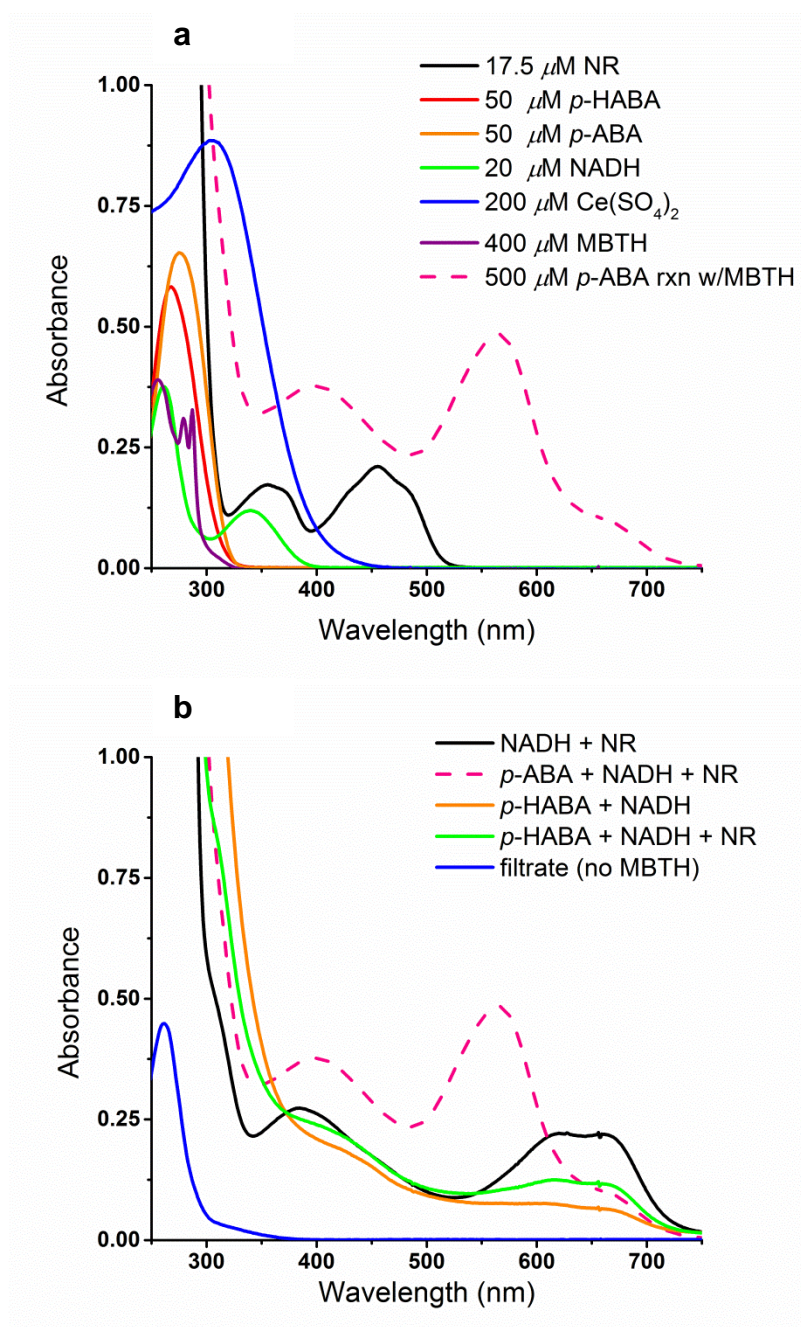 a
1.00
0.75
0.50
0.25
0.00
Absorbance
17.5 μM NR
50 μM p-HABA
50 μM p-ABA
20 μM NADH
200 μM Ce(SO₄)₂
400 μM MBTH
500 μM p-ABA rxn w/MBTH
300 400 500 600 700
Wavelength (nm)
b
1.00
0.75
0.50
0.25
0.00
Absorbance
NADH + NR
p-ABA + NADH + NR
p-HABA + NADH
p-HABA + NADH + NR
filtrate (no MBTH)
300 400 500 600 700
Wavelength (nm)